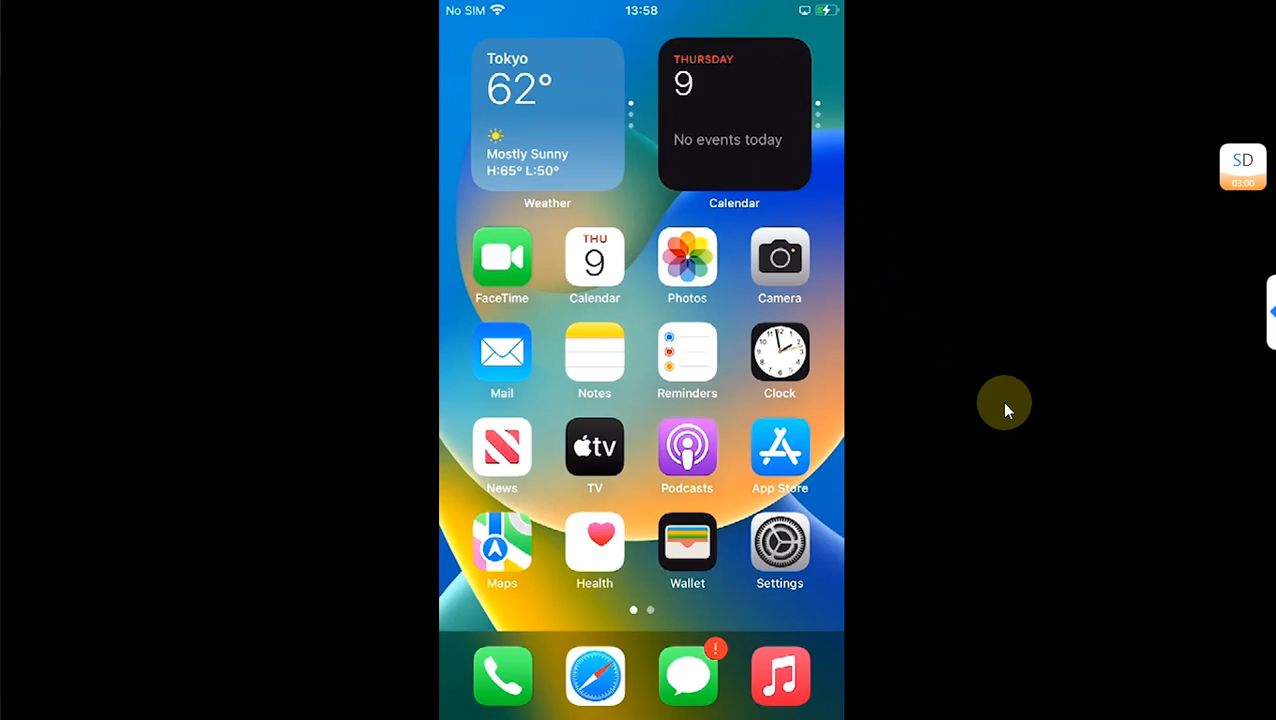 No SIM 13:58
Tokyo
62°
Mostly Sunny
H:65° L:50°
Weather
THURSDAY
9
No events today
Calendar
THU
9
FaceTime Calendar Photos Camera
12
Mail Notes Reminders Clock
tv
News TV Podcasts App Store
Maps Health Wallet Settings
!
SD
03:00